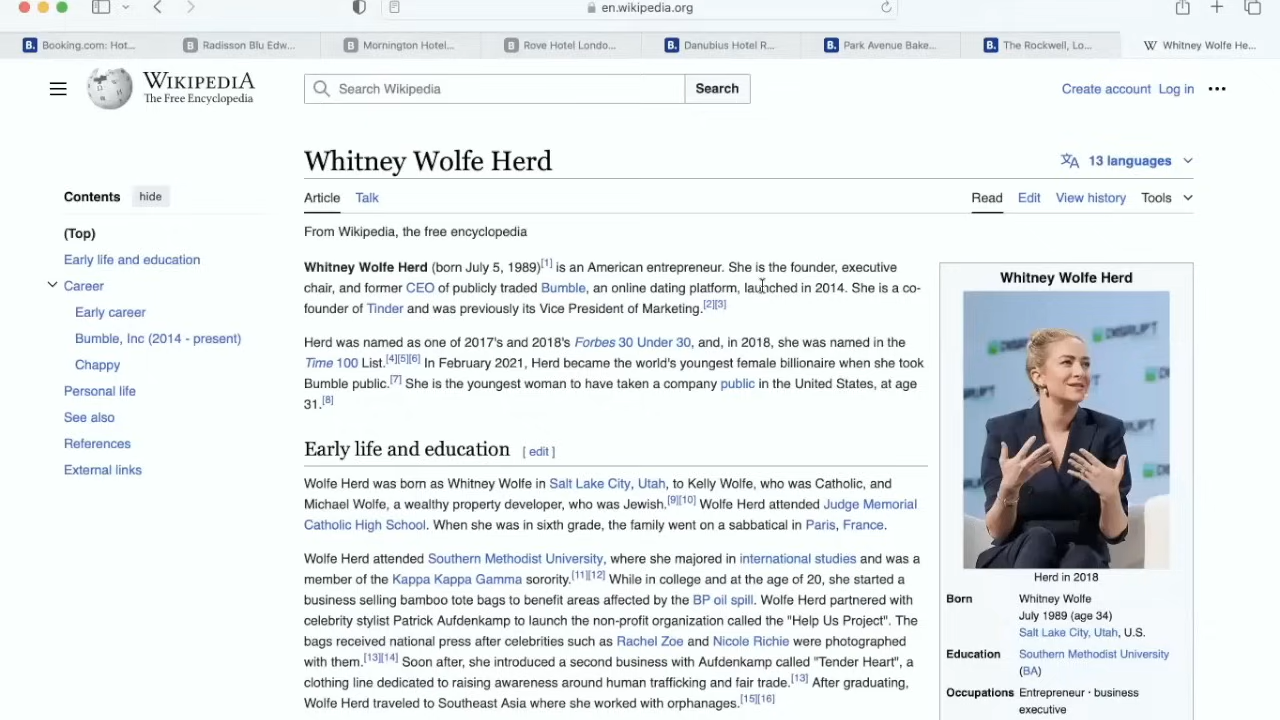 en.wikipedia.org
Booking.com: Hot...
Radisson Blu Edw...
Mornington Hotel...
Rove Hotel Londo...
Danubius Hotel R...
Park Avenue Bake...
The Rockwell, Lo...
Whitney Wolfe He...
WIKIPEDIA
The Free Encyclopedia
Search Wikipedia
Search
Create account Log in
Whitney Wolfe Herd
13 languages
Contents hide
Article Talk
Read Edit View history Tools
(Top)
Early life and education
Career
Early career
Bumble, Inc (2014 - present)
Chappy
Personal life
See also
References
External links
From Wikipedia, the free encyclopedia
Whitney Wolfe Herd (born July 5, 1989)[1] is an American entrepreneur. She is the founder, executive
chair, and former CEO of publicly traded Bumble, an online dating platform, launched in 2014. She is a co-
founder of Tinder and was previously its Vice President of Marketing.[2][3]
Herd was named as one of 2017's and 2018's Forbes 30 Under 30, and, in 2018, she was named in the
Time 100 List.[4][5][6] In February 2021, Herd became the world's youngest female billionaire when she took
Bumble public.[7] She is the youngest woman to have taken a company public in the United States, at age
31.[8]
Early life and education [ edit ]
Wolfe Herd was born as Whitney Wolfe in Salt Lake City, Utah, to Kelly Wolfe, who was Catholic, and
Michael Wolfe, a wealthy property developer, who was Jewish.[9][10] Wolfe Herd attended Judge Memorial
Catholic High School. When she was in sixth grade, the family went on a sabbatical in Paris, France.
Wolfe Herd attended Southern Methodist University, where she majored in international studies and was a
member of the Kappa Kappa Gamma sorority.[11][12] While in college and at the age of 20, she started a
business selling bamboo tote bags to benefit areas affected by the BP oil spill. Wolfe Herd partnered with
celebrity stylist Patrick Aufdenkamp to launch the non-profit organization called the "Help Us Project". The
bags received national press after celebrities such as Rachel Zoe and Nicole Richie were photographed
with them.[13][14] Soon after, she introduced a second business with Aufdenkamp called "Tender Heart", a
clothing line dedicated to raising awareness around human trafficking and fair trade.[13] After graduating,
Wolfe Herd traveled to Southeast Asia where she worked with orphanages.[15][16]
Whitney Wolfe Herd
Herd in 2018
Born Whitney Wolfe
July 1989 (age 34)
Salt Lake City, Utah, U.S.
Education Southern Methodist University
(BA)
Occupations Entrepreneur · business
executive